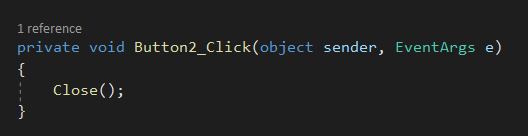 1 reference
private void Button2_Click(object sender, EventArgs e)
{
Close();
}